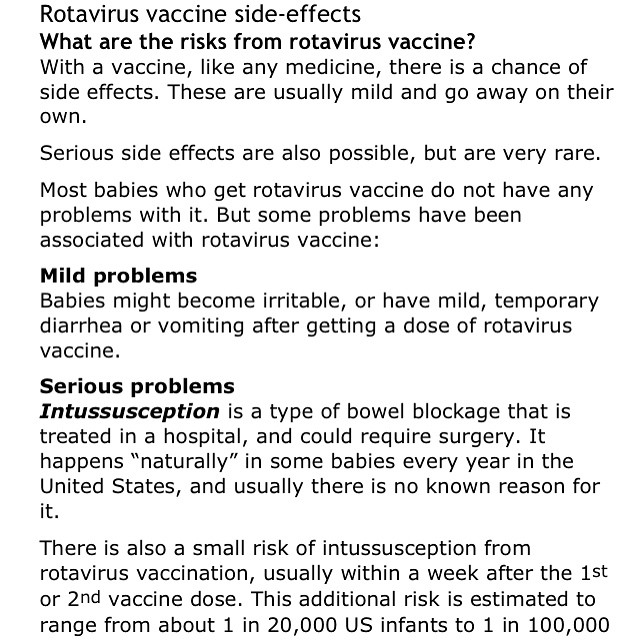 Rotavirus vaccine side-effects
What are the risks from rotavirus vaccine?
With a vaccine, like any medicine, there is a chance of
side effects. These are usually mild and go away on their
own.
Serious side effects are also possible, but are very rare.
Most babies who get rotavirus vaccine do not have any
problems with it. But some problems have been
associated with rotavirus vaccine:
Mild problems
Babies might become irritable, or have mild, temporary
diarrhea or vomiting after getting a dose of rotavirus
vaccine.
Serious problems
Intussusception is a type of bowel blockage that is
treated in a hospital, and could require surgery. It
happens “naturally” in some babies every year in the
United States, and usually there is no known reason for
it.
There is also a small risk of intussusception from
rotavirus vaccination, usually within a week after the 1st
or 2nd vaccine dose. This additional risk is estimated to
range from about 1 in 20,000 US infants to 1 in 100,000